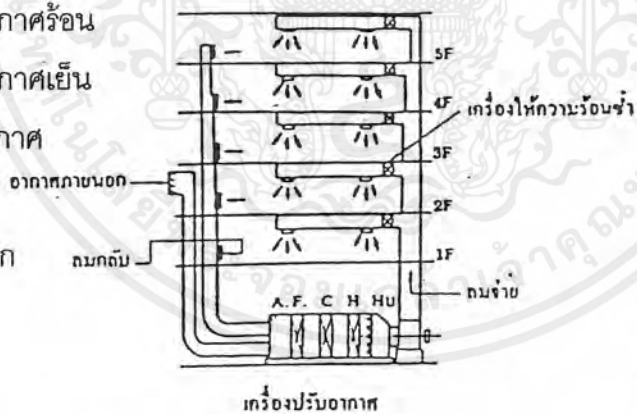 กาศร้อน
5F
กาศเย็น
4F
เครื่องให้ความร้อนซ้ำ
กาศ
3F
อากาศภายนอก
2F
ก
ลมกลับ
1F
ลมจ่าย
A.F. C H Hu
เครื่องปรับอากาศ